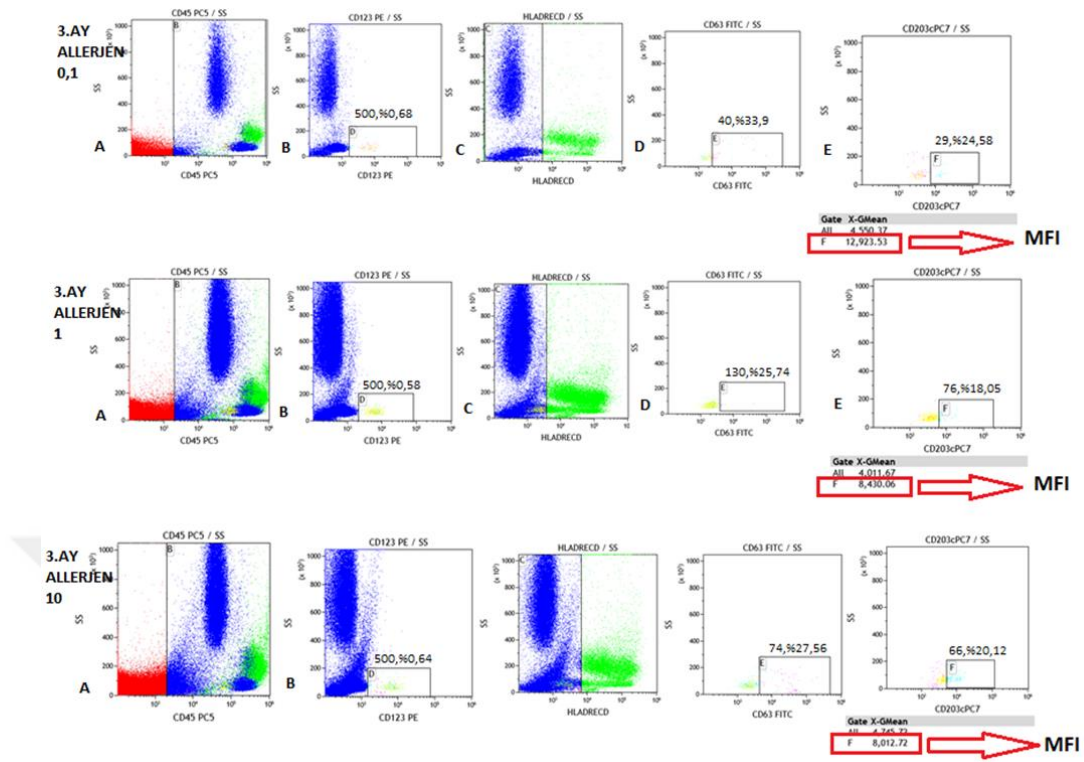 3.AY
ALLERJEN
0,1
CD45 PC5 / SS
CD123 PE / SS
HLADRECD / SS
CD63 FITC / SS
CD203cPC7 / SS
500,%0,68
40,%33,9
29,%24,58
A
B
C
D
E
CD45 PC5
CD123 PE
HLADRECD
CD63 FITC
CD203cPC7
Gate X-GMean
All 4,550.37
F 12,923.53
MFI
3.AY
ALLERJEN
1
CD45 PC5 / SS
CD123 PE / SS
HLADRECD / SS
CD63 FITC / SS
CD203cPC7 / SS
500,%0,58
130,%25,74
76,%18,05
A
B
C
D
E
CD45 PC5
CD123 PE
HLADRECD
CD63 FITC
CD203cPC7
Gate X-GMean
All 4,011.67
F 8,430.06
MFI
3.AY
ALLERJEN
10
CD45 PC5 / SS
CD123 PE / SS
HLADRECD / SS
CD63 FITC / SS
CD203cPC7 / SS
500,%0,64
74,%27,56
66,%20,12
A
B
CD45 PC5
CD123 PE
HLADRECD
CD63 FITC
CD203cPC7
Gate X-GMean
All 4,745.72
F 8,012.72
MFI